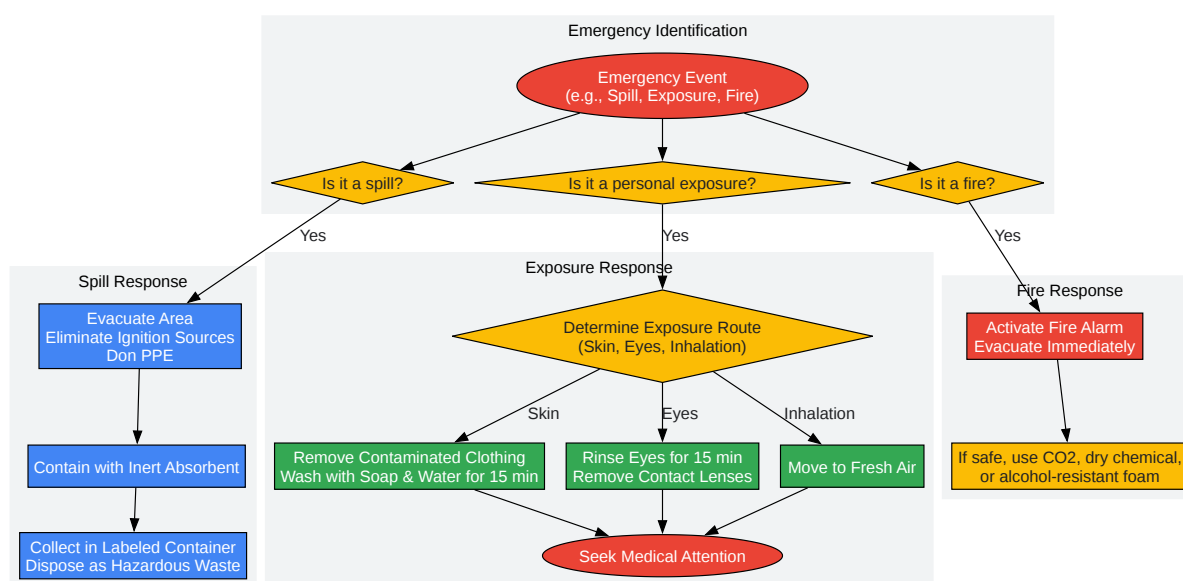 Emergency Identification
Emergency Event
(e.g., Spill, Exposure, Fire)
Is it a spill?
Is it a personal exposure?
Is it a fire?
Yes
Yes
Yes
Spill Response
Evacuate Area
Eliminate Ignition Sources
Don PPE
Contain with Inert Absorbent
Collect in Labeled Container
Dispose as Hazardous Waste
Exposure Response
Determine Exposure Route
(Skin, Eyes, Inhalation)
Skin
Eyes
Inhalation
Remove Contaminated Clothing
Wash with Soap & Water for 15 min
Rinse Eyes for 15 min
Remove Contact Lenses
Move to Fresh Air
Seek Medical Attention
Fire Response
Activate Fire Alarm
Evacuate Immediately
If safe, use CO2, dry chemical,
or alcohol-resistant foam